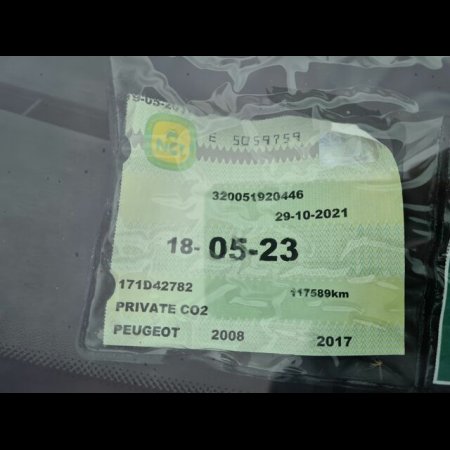 E 5059759
NCT
320051920446
29-10-2021
18-05-23
171D42782 117589km
PRIVATE CO2
PEUGEOT 2008 2017